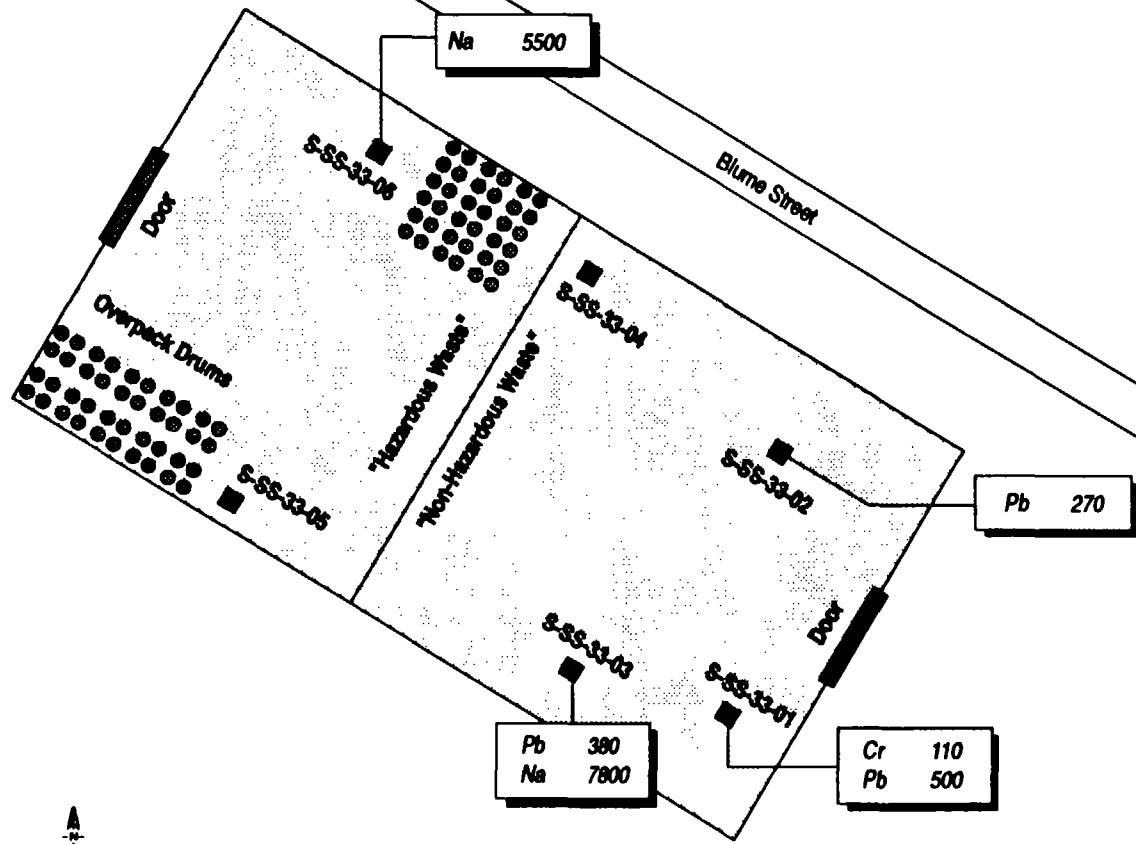 Na 5500
Blume Street
S-SS-33-06
Door
S-SS-33-04
Overpack Drums
"Hazardous Waste"
"Non-Hazardous Waste"
S-SS-33-02
S-SS-33-05
Pb 270
Door
S-SS-33-03
S-SS-33-01
Pb 380
Na 7800
Cr 110
Pb 500
N